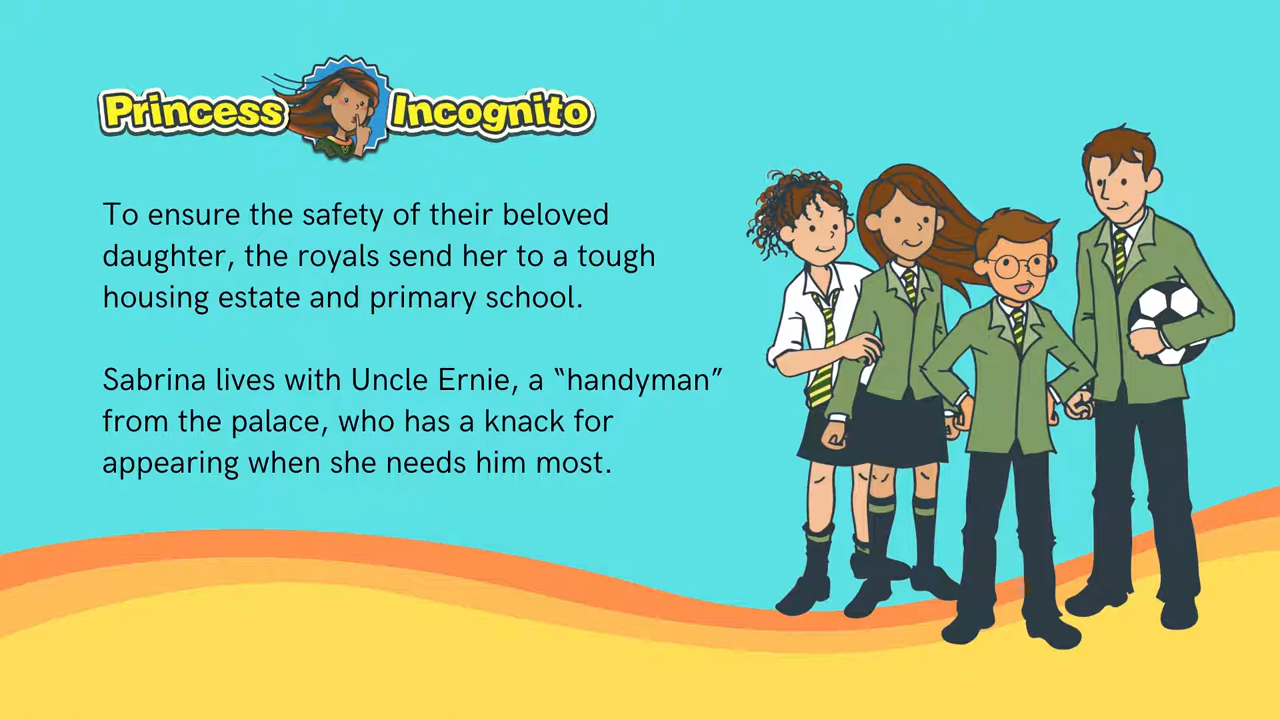 Princess Incognito
To ensure the safety of their beloved
daughter, the royals send her to a tough
housing estate and primary school.
Sabrina lives with Uncle Ernie, a “handyman”
from the palace, who has a knack for
appearing when she needs him most.